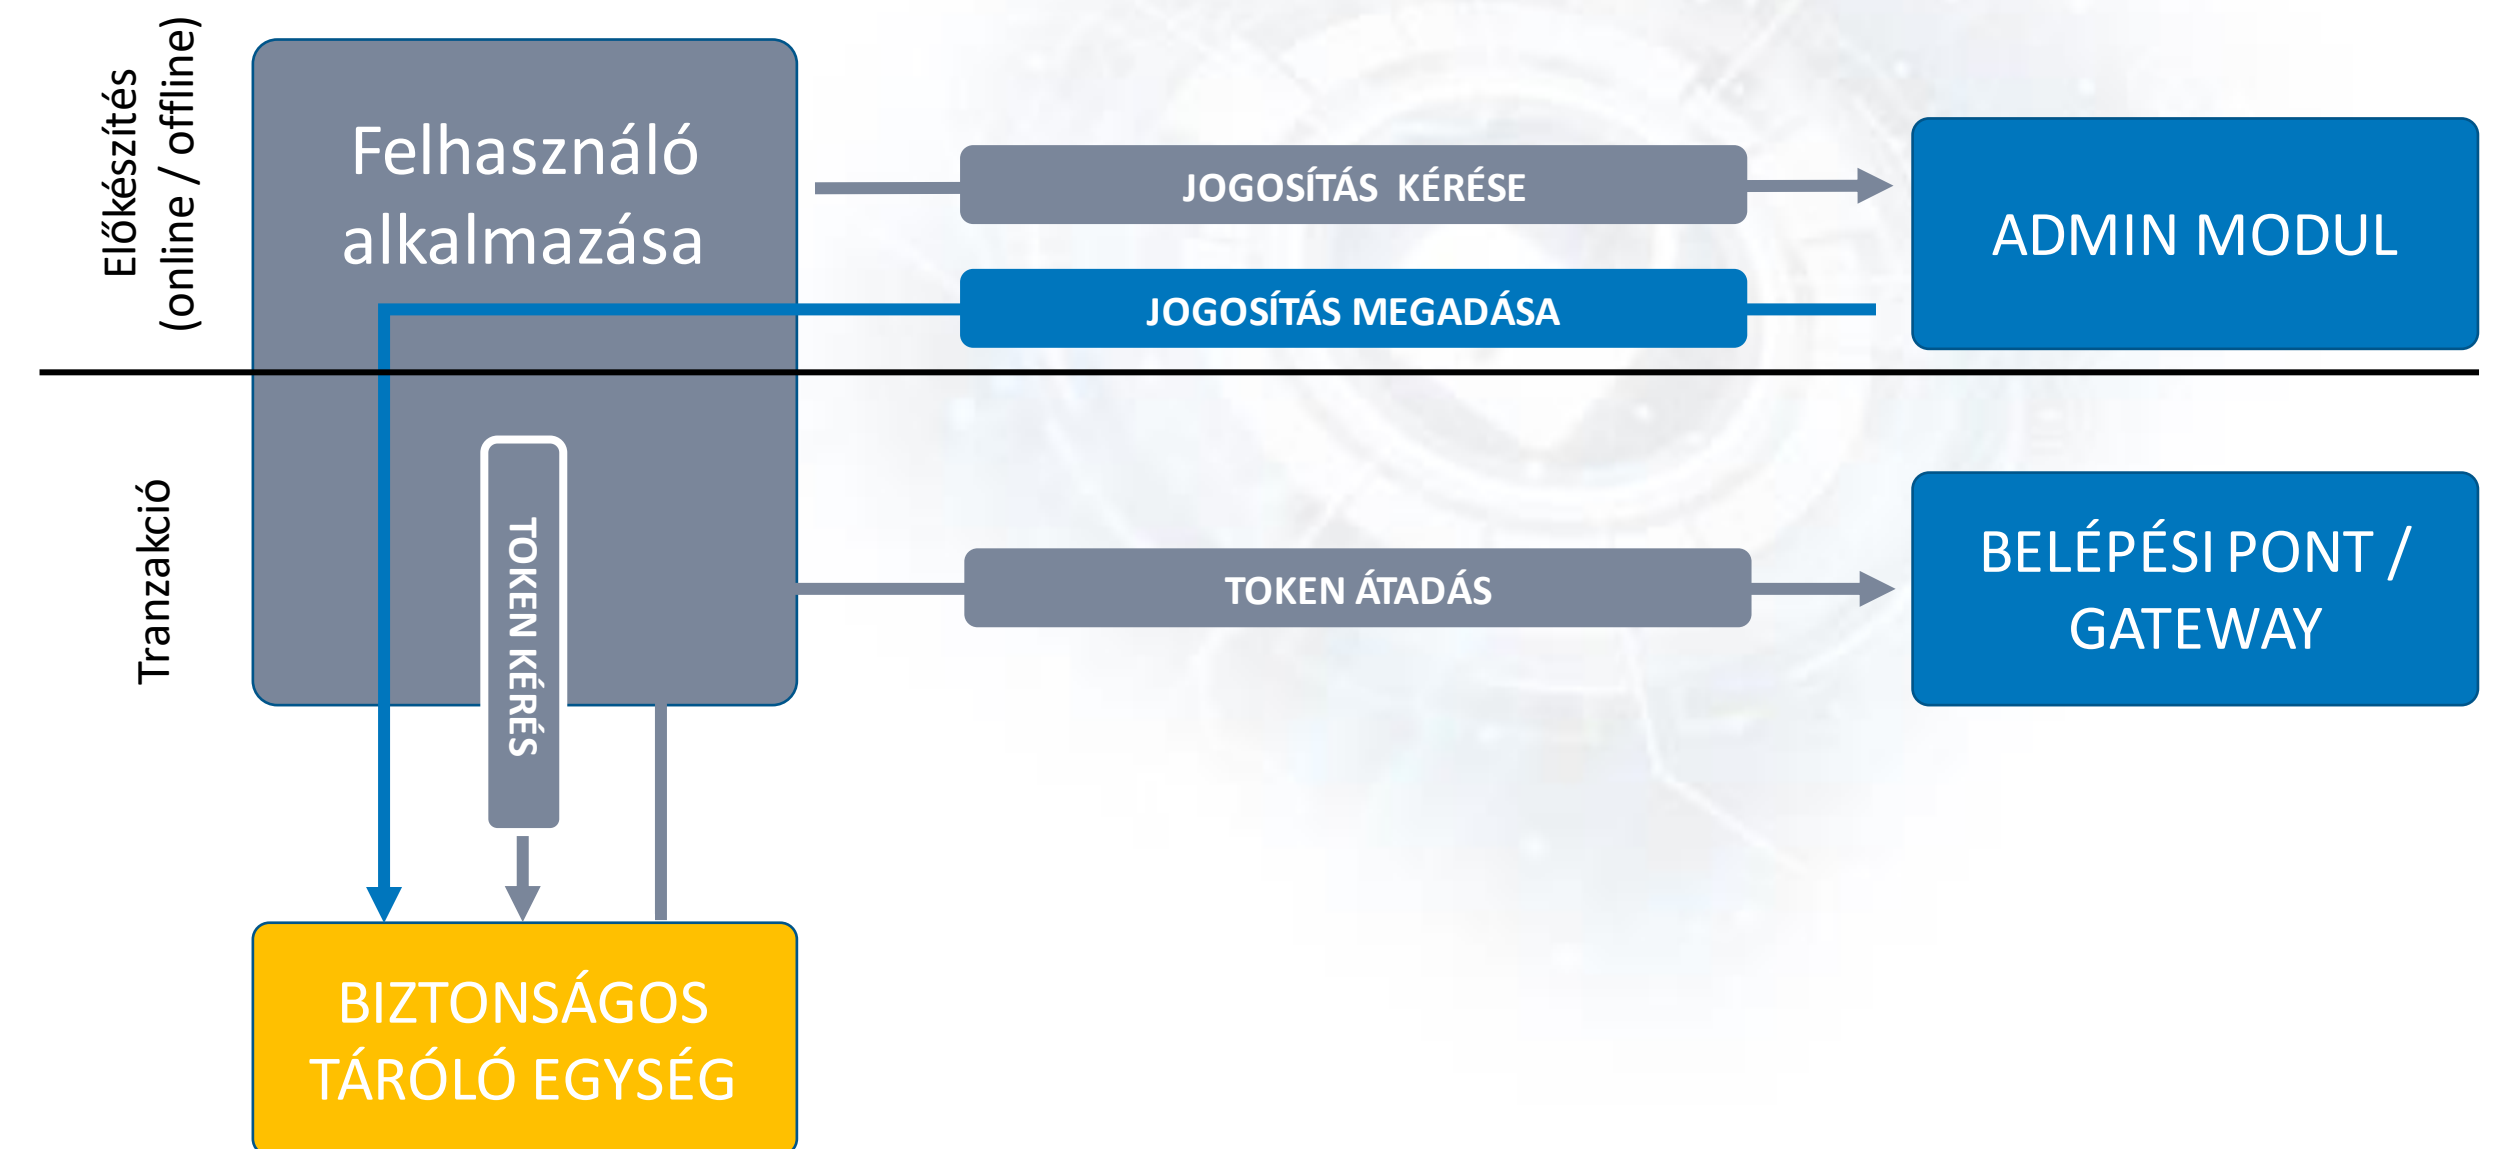 Előkészítés
(online / offline)
Felhasználó
alkalmazása
JOGOSÍTÁS  KÉRÉSE
ADMIN MODUL
JOGOSÍTÁS MEGADÁSA
Tranzakció
TOKEN KÉRÉS
TOKEN ÁTADÁS
BELÉPÉSI PONT /
GATEWAY
BIZTONSÁGOS
TÁRÓLÓ EGYSÉG